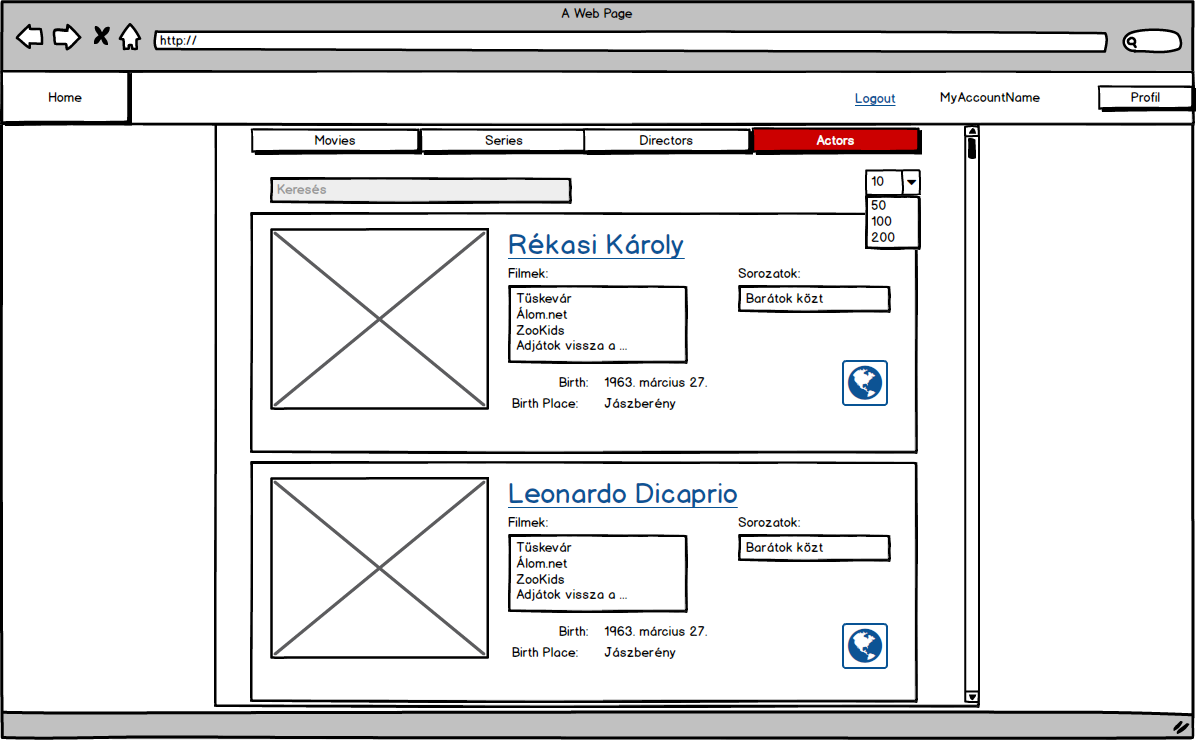 A Web Page
http://
Home
Logout
MyAccountName
Profil
Movies
Series
Directors
Actors
Keresés
10
50
100
200
Rékasi Károly
Filmek:
Sorozatok:
Tüskevár
Álom.net
ZooKids
Adjátok vissza a ...
Barátok közt
Birth: 1963. március 27.
Birth Place: Jászberény
Leonardo Dicaprio
Filmek:
Sorozatok:
Tüskevár
Álom.net
ZooKids
Adjátok vissza a ...
Barátok közt
Birth: 1963. március 27.
Birth Place: Jászberény